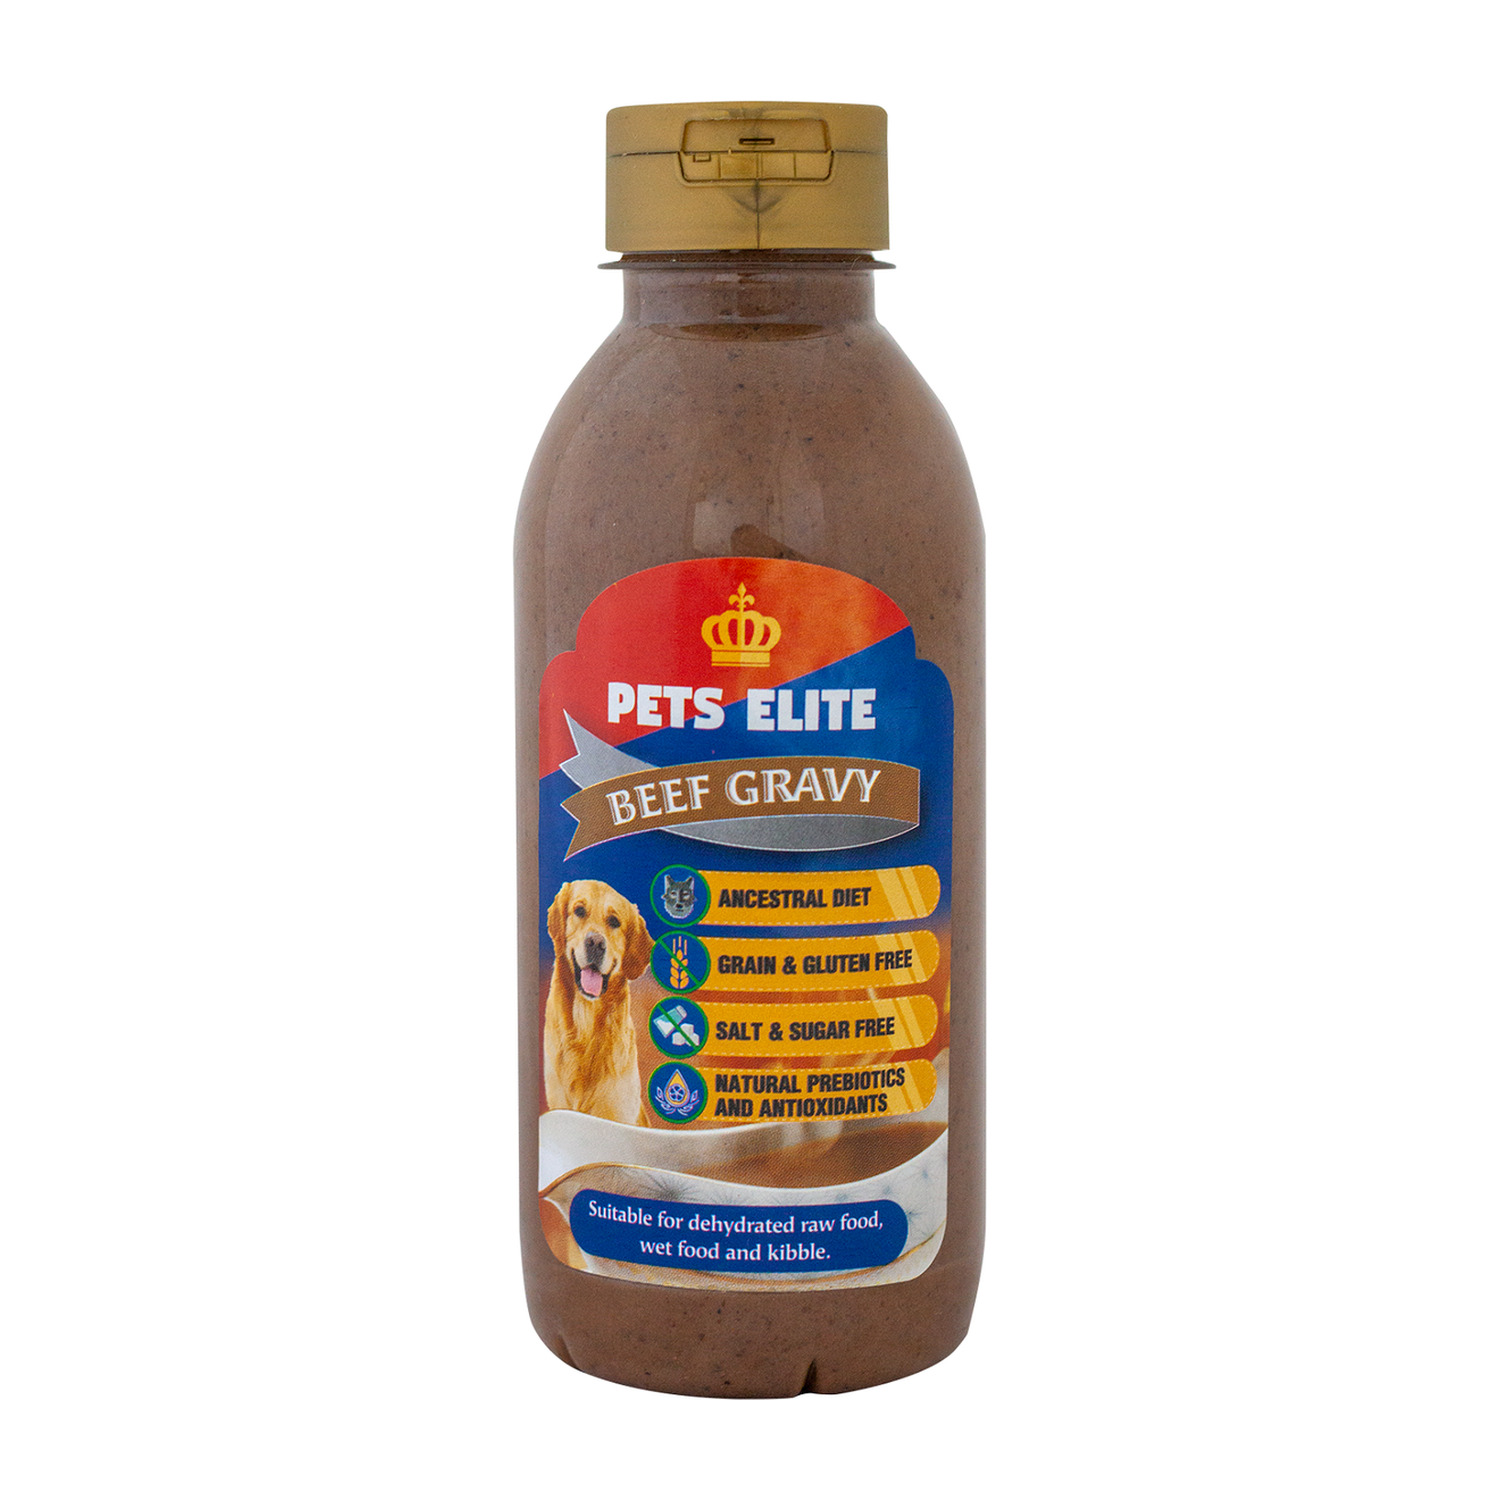 PETS ELITE
BEEF GRAVY
ANCESTRAL DIET
GRAIN & GLUTEN FREE
SALT & SUGAR FREE
NATURAL PREBIOTICS
AND ANTIOXIDANTS
Suitable for dehydrated raw food,
wet food and kibble.